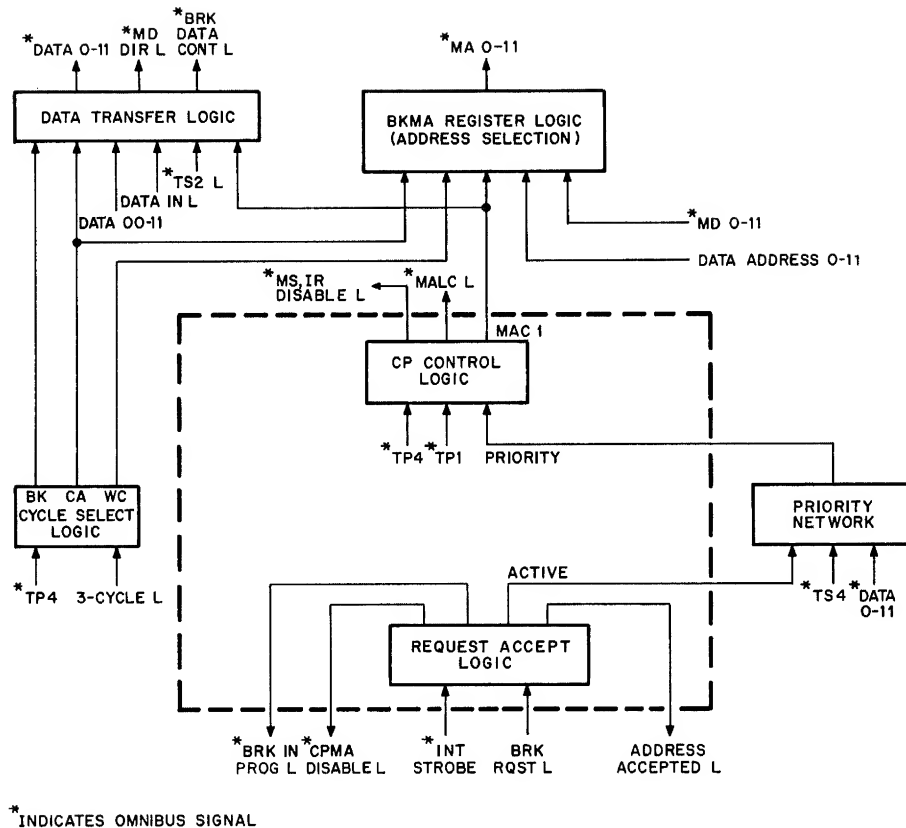 *DATA 0-11
*MD DIR L
*BRK DATA CONT L
*MA 0-11
DATA TRANSFER LOGIC
BKMA REGISTER LOGIC
(ADDRESS SELECTION)
*TS2 L
DATA IN L
DATA 00-11
*MD 0-11
DATA ADDRESS 0-11
*MS, IR
DISABLE L
*MALC L
MAC 1
CP CONTROL
LOGIC
*TP4
*TP1
PRIORITY
BK CA WC
CYCLE SELECT
LOGIC
PRIORITY
NETWORK
*TP4
3-CYCLE L
ACTIVE
*TS4
*DATA
0-11
REQUEST ACCEPT
LOGIC
*BRK IN
PROG L
*CPMA
DISABLE L
*INT
STROBE
BRK
RQST L
ADDRESS
ACCEPTED L
*INDICATES OMNIBUS SIGNAL